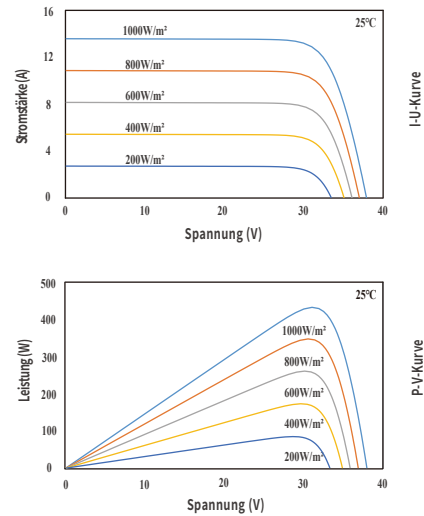 16
12
8
4
0
Stromstärke (A)
25°C
1000W/m²
800W/m²
600W/m²
400W/m²
200W/m²
0
10
20
30
40
Spannung (V)
I-U-Kurve
500
400
300
200
100
0
Leistung (W)
25°C
1000W/m²
800W/m²
600W/m²
400W/m²
200W/m²
0
10
20
30
40
Spannung (V)
P-V-Kurve